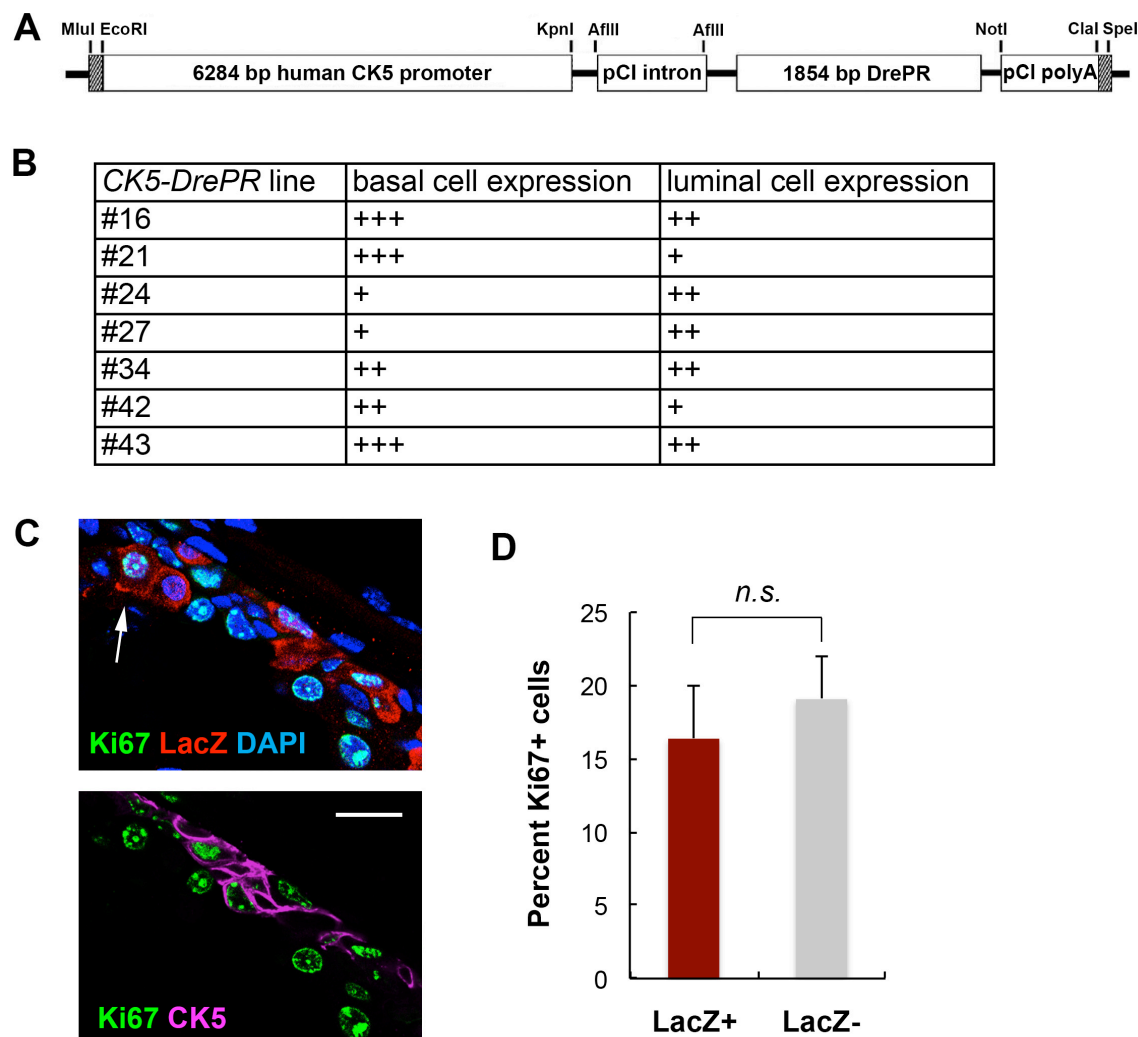 A
MluI EcoRI KpnI AflII AflII NotI ClaI SpeI
6284 bp human CK5 promoter pCI intron 1854 bp DrePR pCI polyA
B
CK5-DrePR line basal cell expression luminal cell expression
#16 +++ ++
#21 +++ +
#24 + ++
#27 + ++
#34 ++ ++
#42 ++ +
#43 +++ ++
C
Ki67 LacZ DAPI
Ki67 CK5
D
n.s.
Percent Ki67+ cells
25
20
15
10
5
0
LacZ+ LacZ-